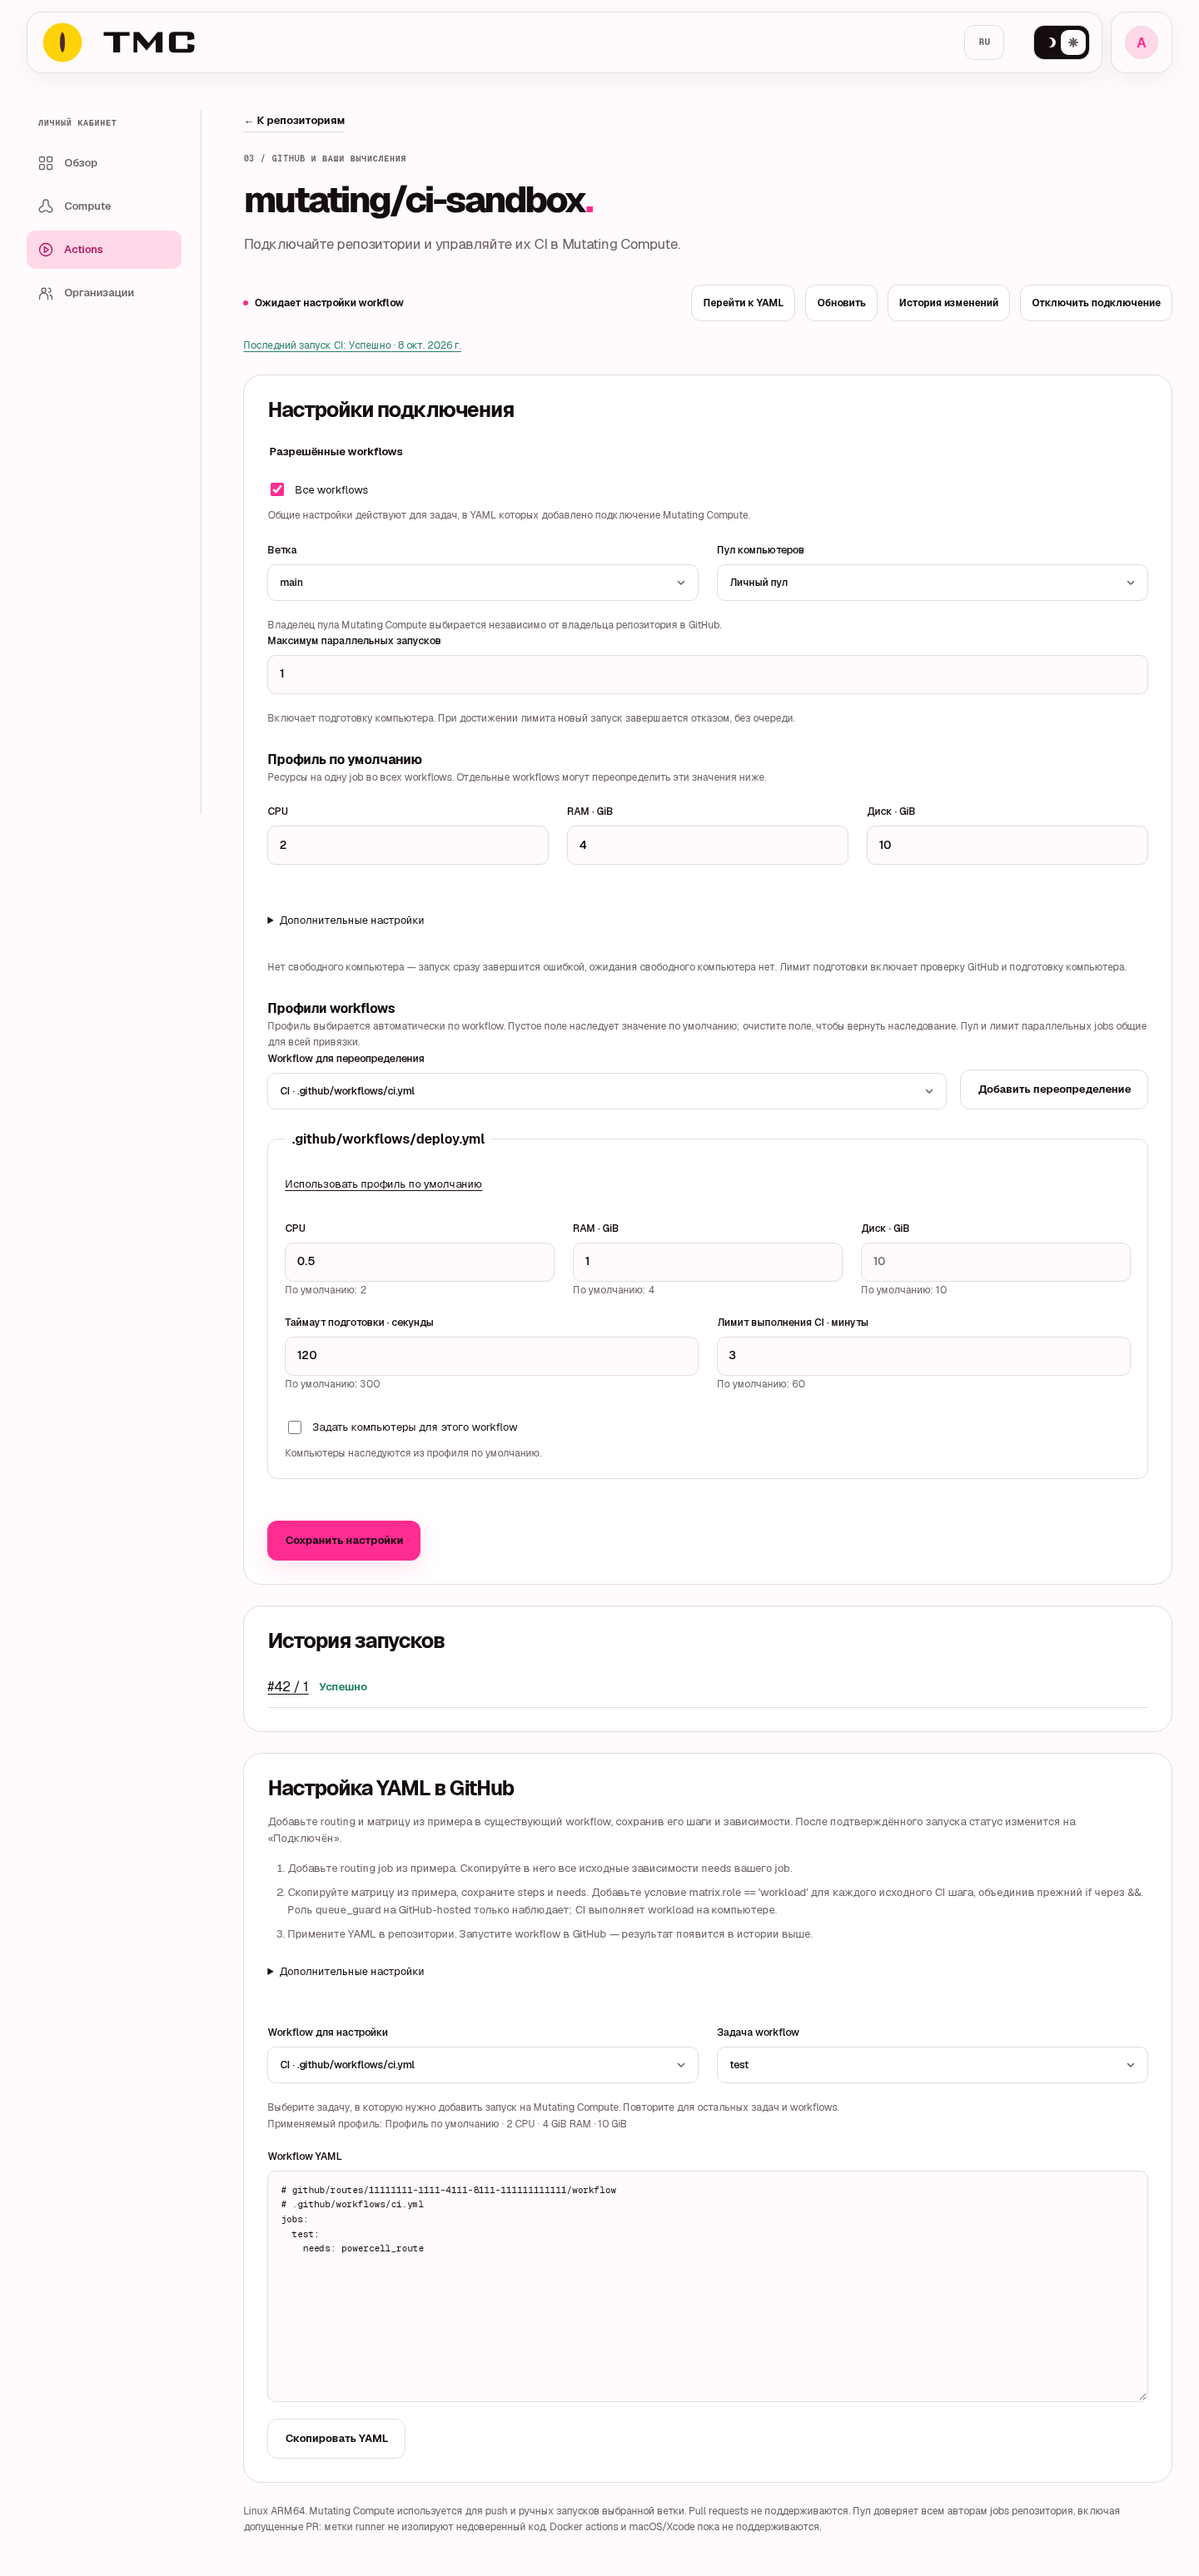 TMC
RU
A
ЛИЧНЫЙ КАБИНЕТ
Обзор
Compute
Actions
Организации
← К репозиториям
03 / GITHUB И ВАШИ ВЫЧИСЛЕНИЯ
mutating/ci-sandbox.
Подключайте репозитории и управляйте их CI в Mutating Compute.
Ожидает настройки workflow
Перейти к YAML
Обновить
История изменений
Отключить подключение
Последний запуск CI: Успешно · 8 окт. 2026 г.
Настройки подключения
Разрешённые workflows
Все workflows
Общие настройки действуют для задач, в YAML которых добавлено подключение Mutating Compute.
Ветка
Пул компьютеров
main
Личный пул
Владелец пула Mutating Compute выбирается независимо от владельца репозитория в GitHub.
Максимум параллельных запусков
1
Включает подготовку компьютера. При достижении лимита новый запуск завершается отказом, без очереди.
Профиль по умолчанию
Ресурсы на одну job во всех workflows. Отдельные workflows могут переопределить эти значения ниже.
CPU
RAM · GiB
Диск · GiB
2
4
10
Дополнительные настройки
Нет свободного компьютера — запуск сразу завершится ошибкой, ожидания свободного компьютера нет. Лимит подготовки включает проверку GitHub и подготовку компьютера.
Профили workflows
Профиль выбирается автоматически по workflow. Пустое поле наследует значение по умолчанию; очистите поле, чтобы вернуть наследование. Пул и лимит параллельных jobs общие
для всей привязки.
Workflow для переопределения
CI · .github/workflows/ci.yml
Добавить переопределение
.github/workflows/deploy.yml
Использовать профиль по умолчанию
CPU
RAM · GiB
Диск · GiB
0.5
1
10
По умолчанию: 2
По умолчанию: 4
По умолчанию: 10
Таймаут подготовки · секунды
Лимит выполнения CI · минуты
120
3
По умолчанию: 300
По умолчанию: 60
Задать компьютеры для этого workflow
Компьютеры наследуются из профиля по умолчанию.
Сохранить настройки
История запусков
#42 / 1 Успешно
Настройка YAML в GitHub
Добавьте routing и матрицу из примера в существующий workflow, сохранив его шаги и зависимости. После подтверждённого запуска статус изменится на
«Подключён».
1. Добавьте routing job из примера. Скопируйте в него все исходные зависимости needs вашего job.
2. Скопируйте матрицу из примера, сохраните steps и needs. Добавьте условие matrix.role == 'workload' для каждого исходного CI шага, объединив прежний if через &&.
Роль queue_guard на GitHub-hosted только наблюдает; CI выполняет workload на компьютере.
3. Примените YAML в репозитории. Запустите workflow в GitHub — результат появится в истории выше.
Дополнительные настройки
Workflow для настройки
Задача workflow
CI · .github/workflows/ci.yml
test
Выберите задачу, в которую нужно добавить запуск на Mutating Compute. Повторите для остальных задач и workflows.
Применяемый профиль: Профиль по умолчанию · 2 CPU · 4 GiB RAM · 10 GiB
Workflow YAML
# github/routes/11111111-1111-4111-8111-111111111111/workflow
# .github/workflows/ci.yml
jobs:
test:
needs: powercell_route
Скопировать YAML
Linux ARM64. Mutating Compute используется для push и ручных запусков выбранной ветки. Pull requests не поддерживаются. Пул доверяет всем авторам jobs репозитория, включая
допущенные PR: метки runner не изолируют недоверенный код. Docker actions и macOS/Xcode пока не поддерживаются.